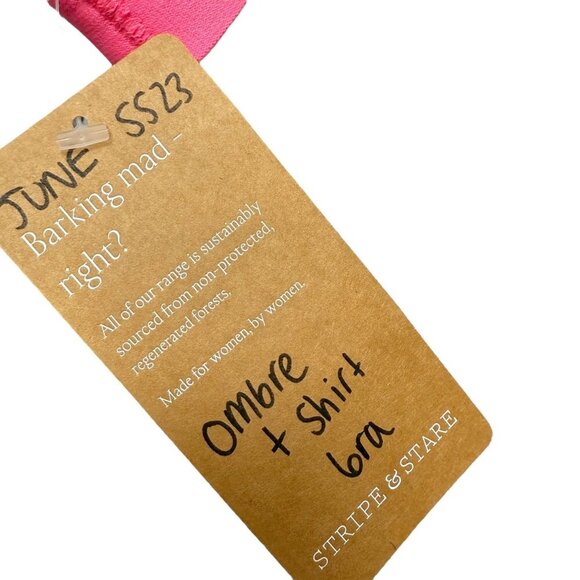 JUNE SS23
Barking mad –
right?
All of our range is sustainably
sourced from non-protected,
regenerated forests.
Made for women, by women.
ombre
t shirt
bra
STRIPE & STARE